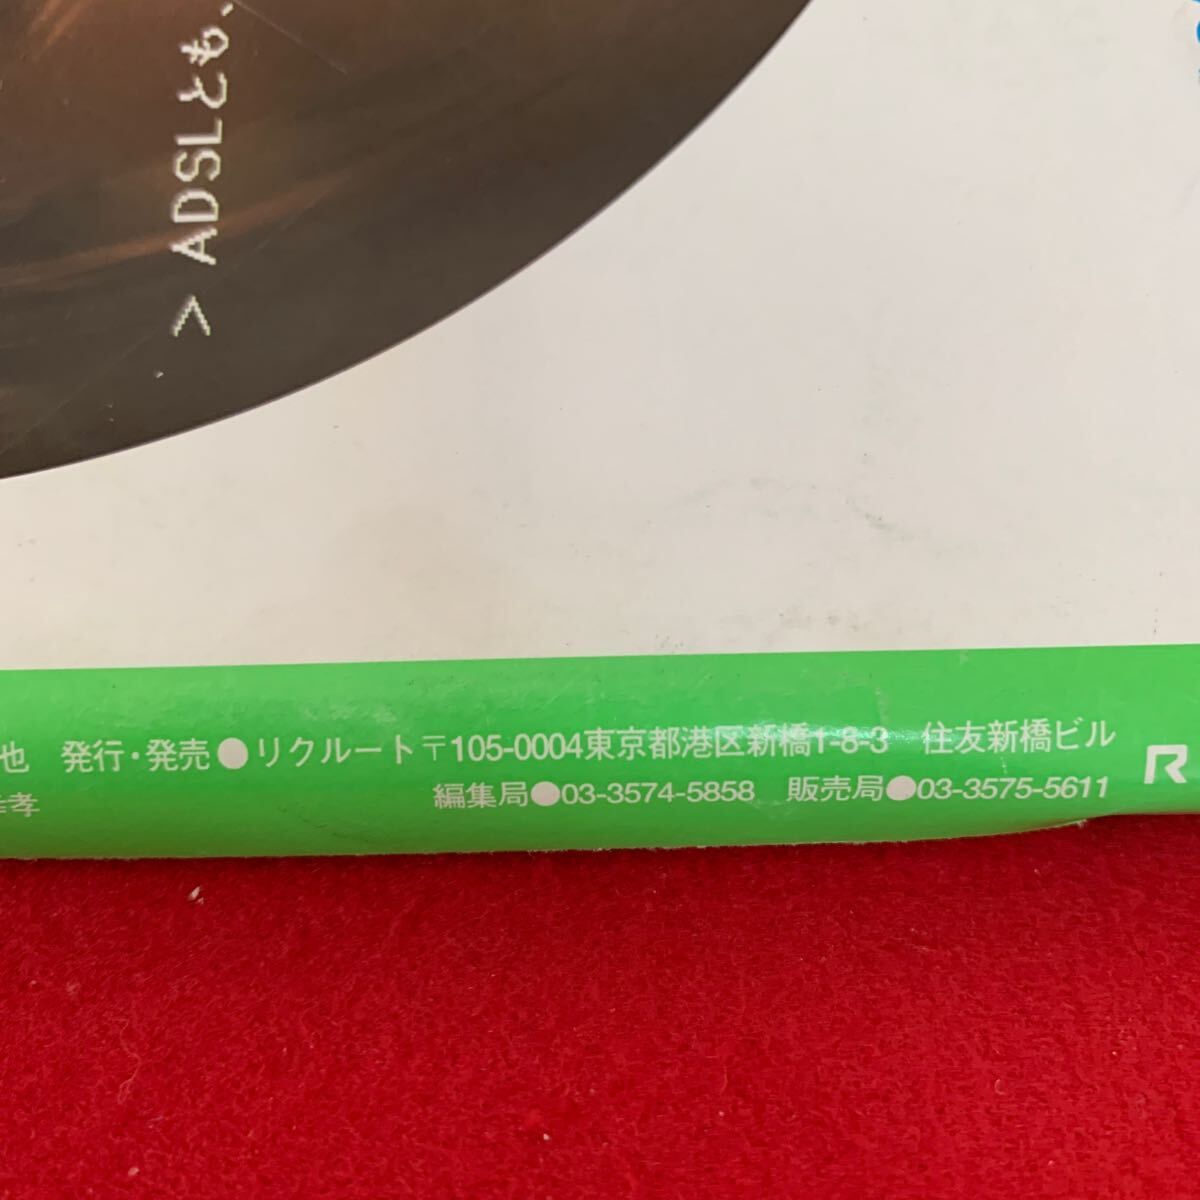 > ADSLとも、
也　発行・発売●リクルート〒105-0004東京都港区新橋1-8-3　住友新橋ビル
孝　編集局●03-3574-5858　販売局●03-3575-5611
R